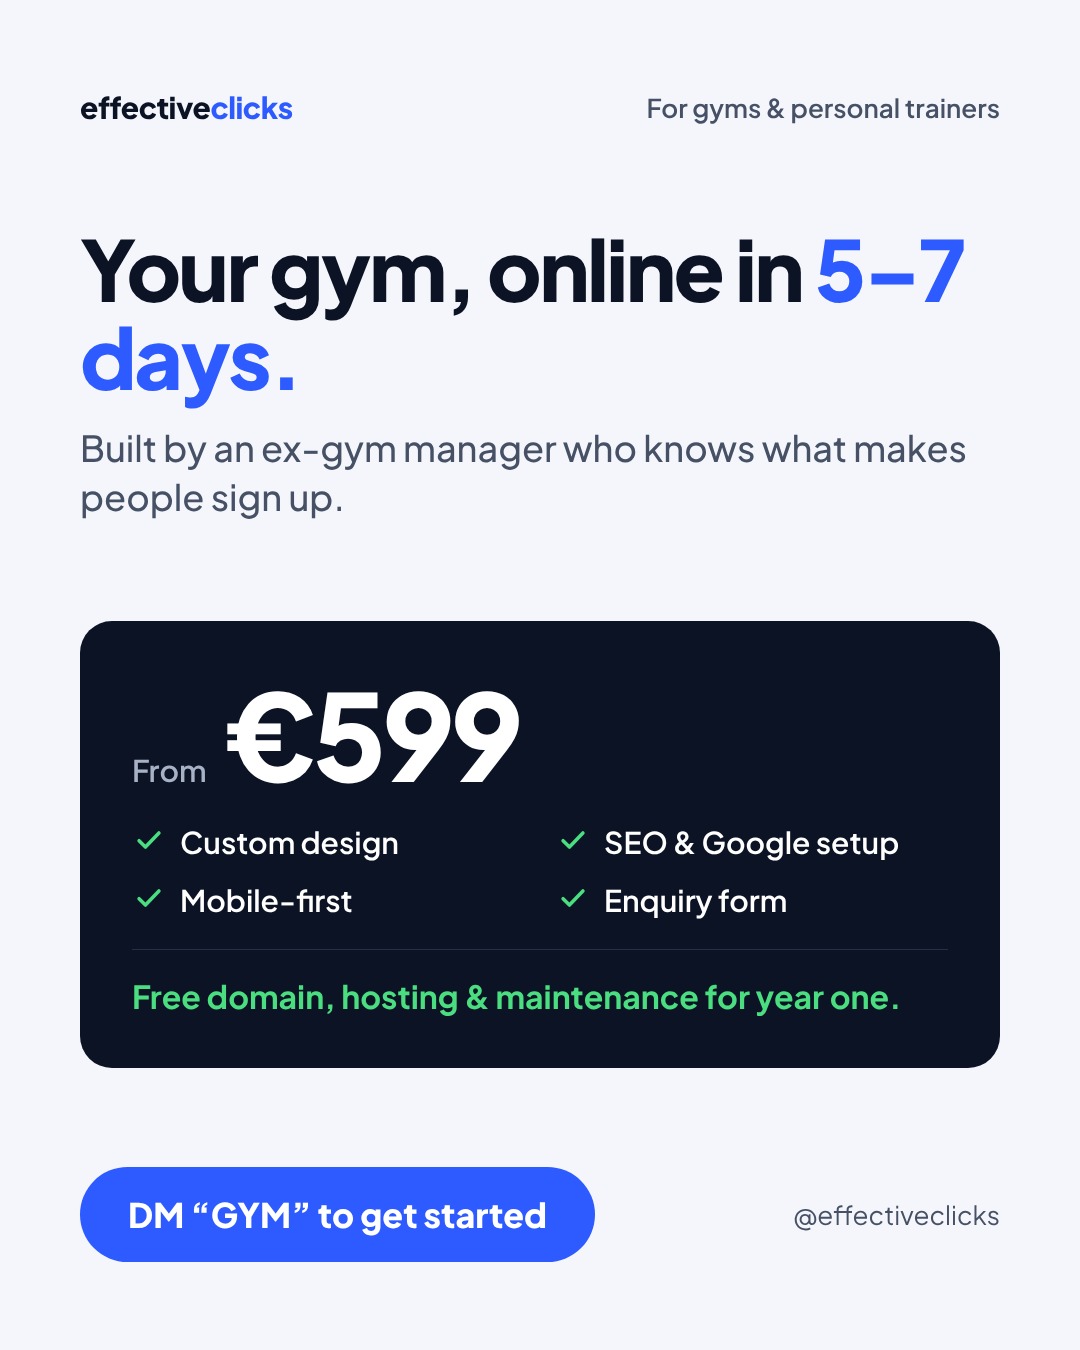 effectiveclicks
For gyms & personal trainers
Your gym, online in 5–7
days.
Built by an ex-gym manager who knows what makes
people sign up.
From €599
Custom design
SEO & Google setup
Mobile-first
Enquiry form
Free domain, hosting & maintenance for year one.
DM “GYM” to get started
@effectiveclicks